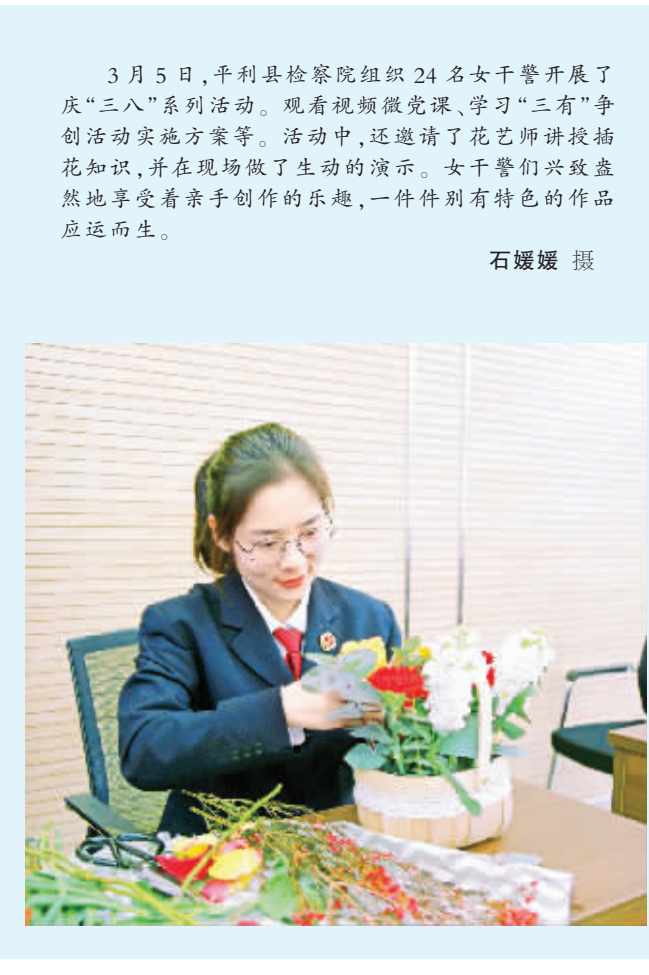 3月5日,平利县检察院组织24名女干警开展了
庆“三八”系列活动。观看视频微党课、学习“三有”争
创活动实施方案等。活动中,还邀请了花艺师讲授插
花知识,并在现场做了生动的演示。女干警们兴致盎
然地享受着亲手创作的乐趣,一件件别有特色的作品
应运而生。
石媛媛 摄